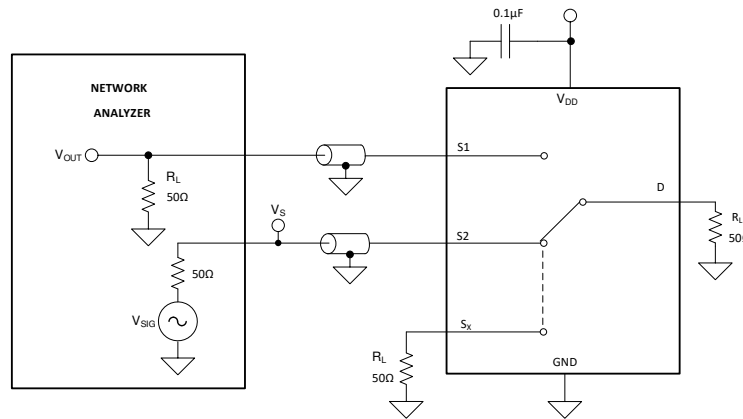 0.1µF
NETWORK
ANALYZER
VDD
VOUT
S1
RL
50Ω
D
VS
RL
S2
50Ω
VSIG
SX
RL
50Ω
GND